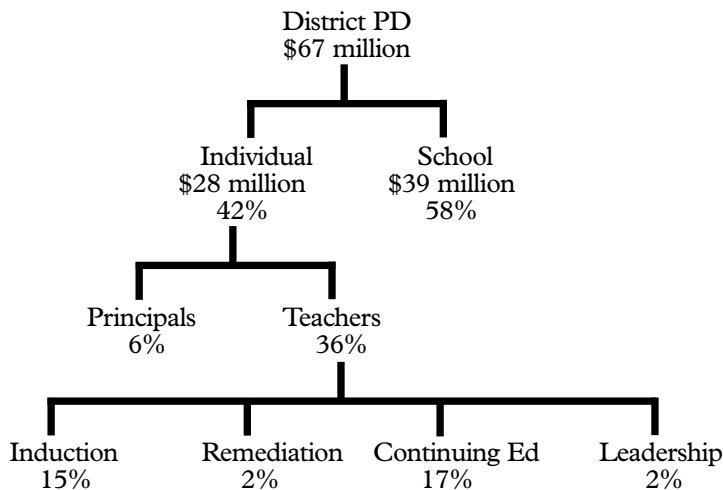 District PD
$67 million
Individual
$28 million
42%
School
$39 million
58%
Principals
6%
Teachers
36%
Induction
15%
Remediation
2%
Continuing Ed
17%
Leadership
2%